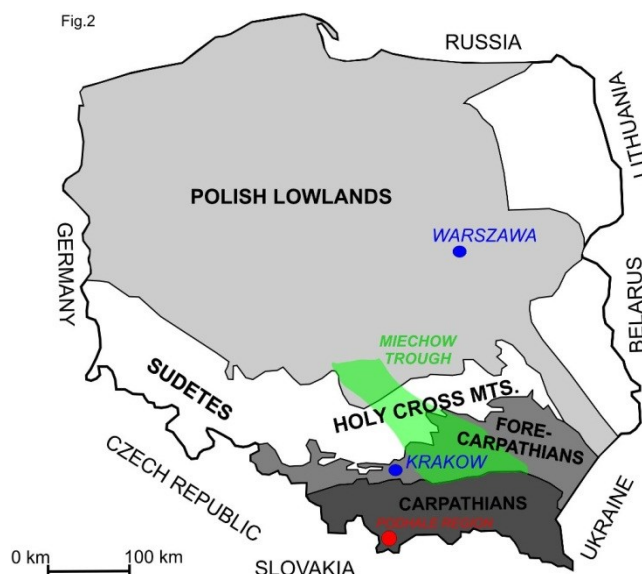 Fig.2
RUSSIA
LITHUANIA
POLISH LOWLANDS
WARSZAWA
GERMANY
BELARUS
MIECHOW
TROUGH
SUDETES
HOLY CROSS MTS.
FORE-
CARPATHIANS
KRAKOW
CZECH REPUBLIC
CARPATHIANS
UKRAINE
PODHALE REGION
0 km
100 km
SLOVAKIA